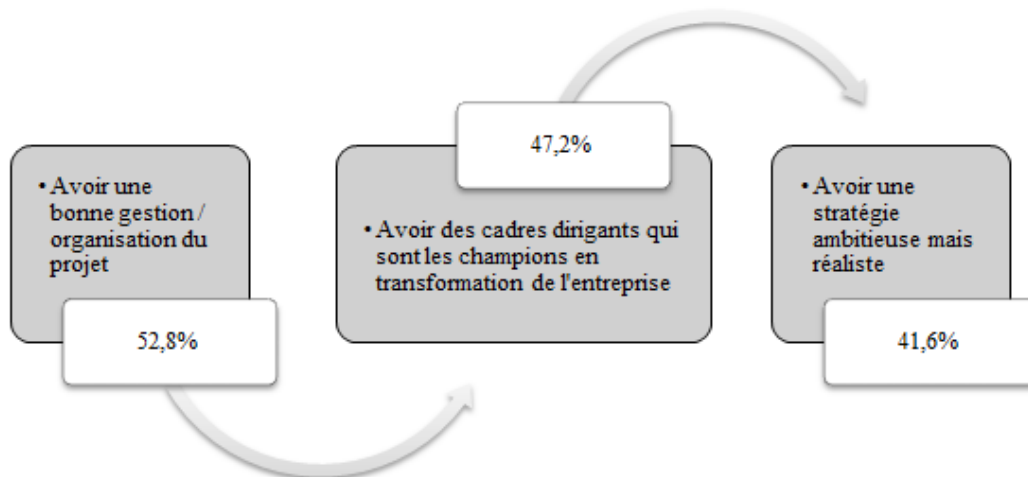 • Avoir une
bonne gestion /
organisation du
projet
52,8%
47,2%
• Avoir des cadres dirigants qui
sont les champions en
transformation de l'entreprise
• Avoir une
stratégie
ambitieuse mais
réaliste
41,6%